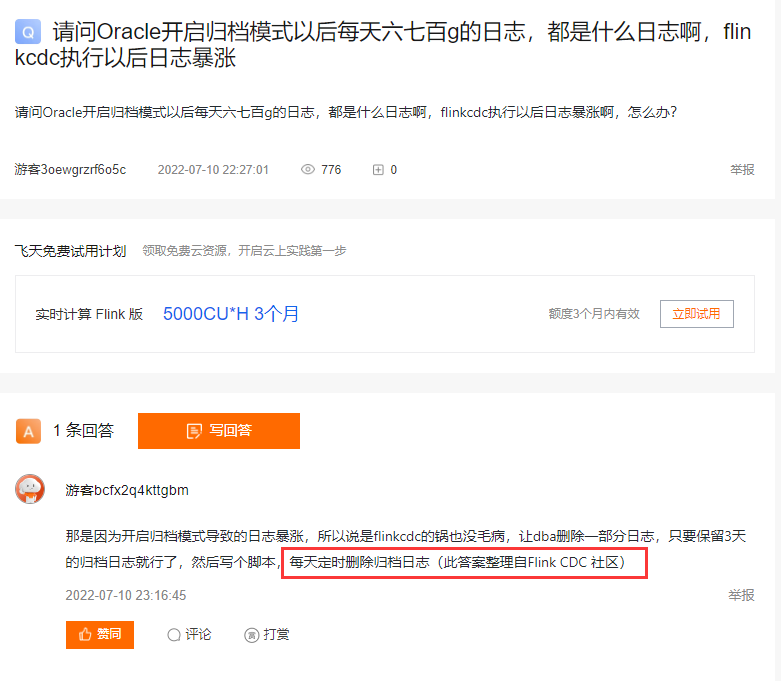 Q 请问Oracle开启归档模式以后每天六七百g的日志，都是什么日志啊，flin
kcdc执行以后日志暴涨
请问Oracle开启归档模式以后每天六七百g的日志，都是什么日志啊，flinkcdc执行以后日志暴涨啊，怎么办？
游客3oewgrzrf6o5c 2022-07-10 22:27:01 776 0 举报
飞天免费试用计划 领取免费云资源，开启云上实践第一步
实时计算 Flink 版 5000CU*H 3个月 额度3个月内有效 立即试用
A 1 条回答 写回答
游客bcfx2q4kttgbm
那是因为开启归档模式导致的日志暴涨，所以说是flinkcdc的锅也没毛病，让dba删除一部分日志，只要保留3天
的归档日志就行了，然后写个脚本，每天定时删除归档日志（此答案整理自Flink CDC 社区）
2022-07-10 23:16:45 举报
赞同 评论 赏 打赏